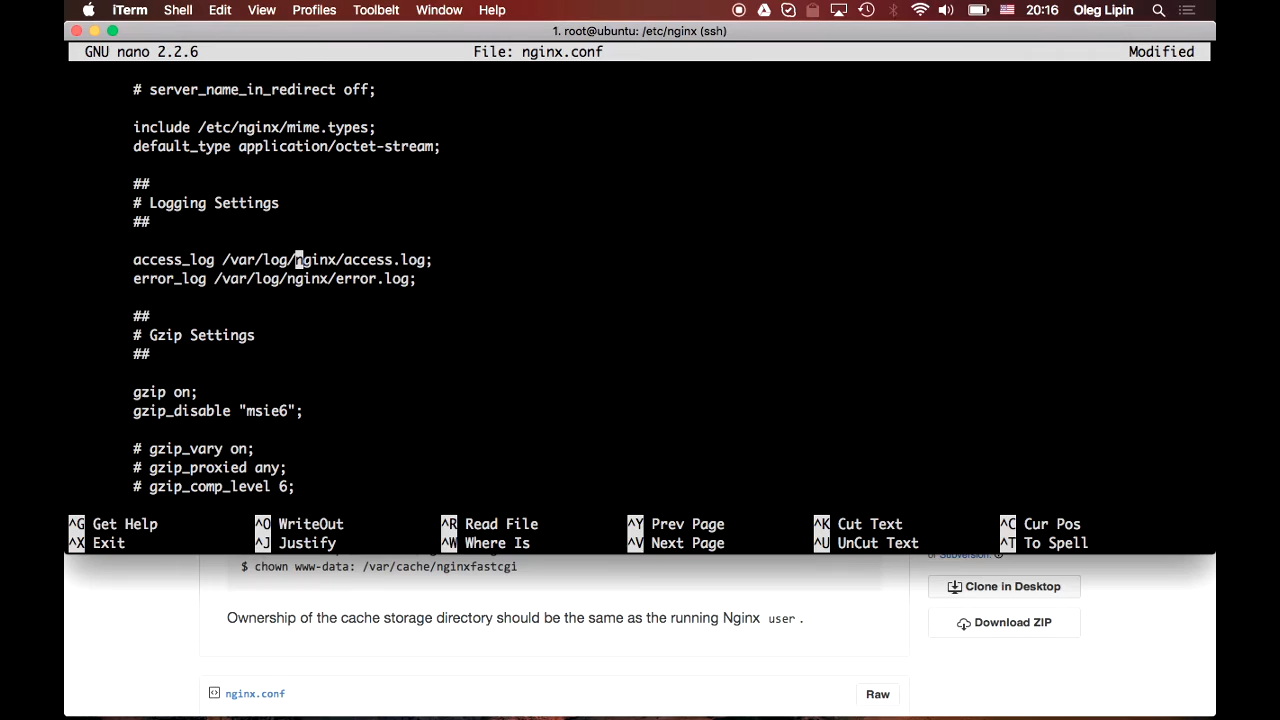 iTerm Shell Edit View Profiles Toolbelt Window Help 20:16 Oleg Lipin
1. root@ubuntu: /etc/nginx (ssh)
GNU nano 2.2.6 File: nginx.conf Modified
# server_name_in_redirect off;
include /etc/nginx/mime.types;
default_type application/octet-stream;
##
# Logging Settings
##
access_log /var/log/nginx/access.log;
error_log /var/log/nginx/error.log;
##
# Gzip Settings
##
gzip on;
gzip_disable "msie6";
# gzip_vary on;
# gzip_proxied any;
# gzip_comp_level 6;
^G Get Help ^O WriteOut ^R Read File ^Y Prev Page ^K Cut Text ^C Cur Pos
^X Exit ^J Justify ^W Where Is ^V Next Page ^U UnCut Text ^T To Spell
or Subversion.
$ chown www-data: /var/cache/nginxfastcgi
Clone in Desktop
Ownership of the cache storage directory should be the same as the running Nginx user .
Download ZIP
nginx.conf Raw